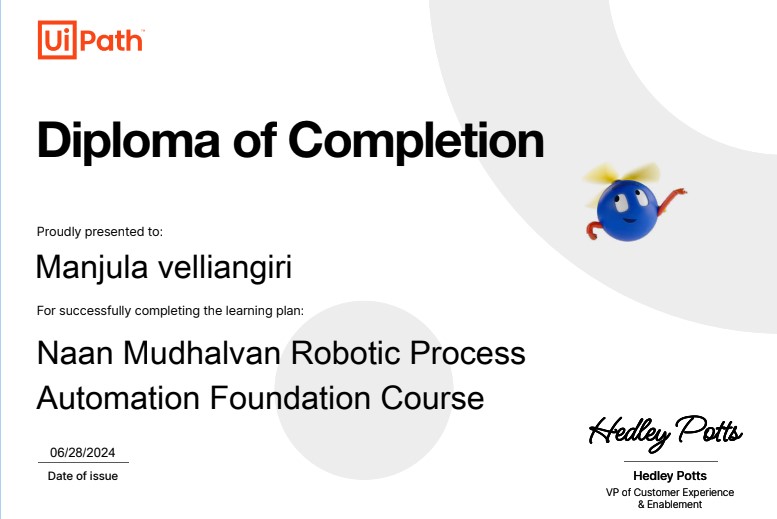 UiPath™
Diploma of Completion
Proudly presented to:
Manjula velliangiri
For successfully completing the learning plan:
Naan Mudhalvan Robotic Process
Automation Foundation Course
06/28/2024
Date of issue
Hedley Potts
Hedley Potts
VP of Customer Experience
& Enablement